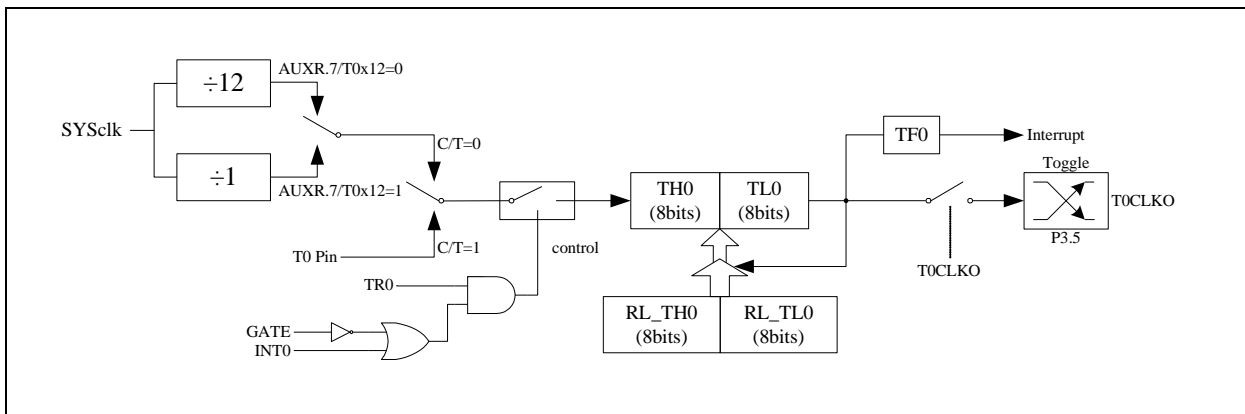 AUXR.7/T0x12=0
÷12
SYSclk
÷1
AUXR.7/T0x12=1
C/T=0
C/T=1
T0 Pin
control
TR0
GATE
INT0
TH0
(8bits)
TL0
(8bits)
RL_TH0
(8bits)
RL_TL0
(8bits)
TF0
Interrupt
Toggle
T0CLKO
P3.5
T0CLKO